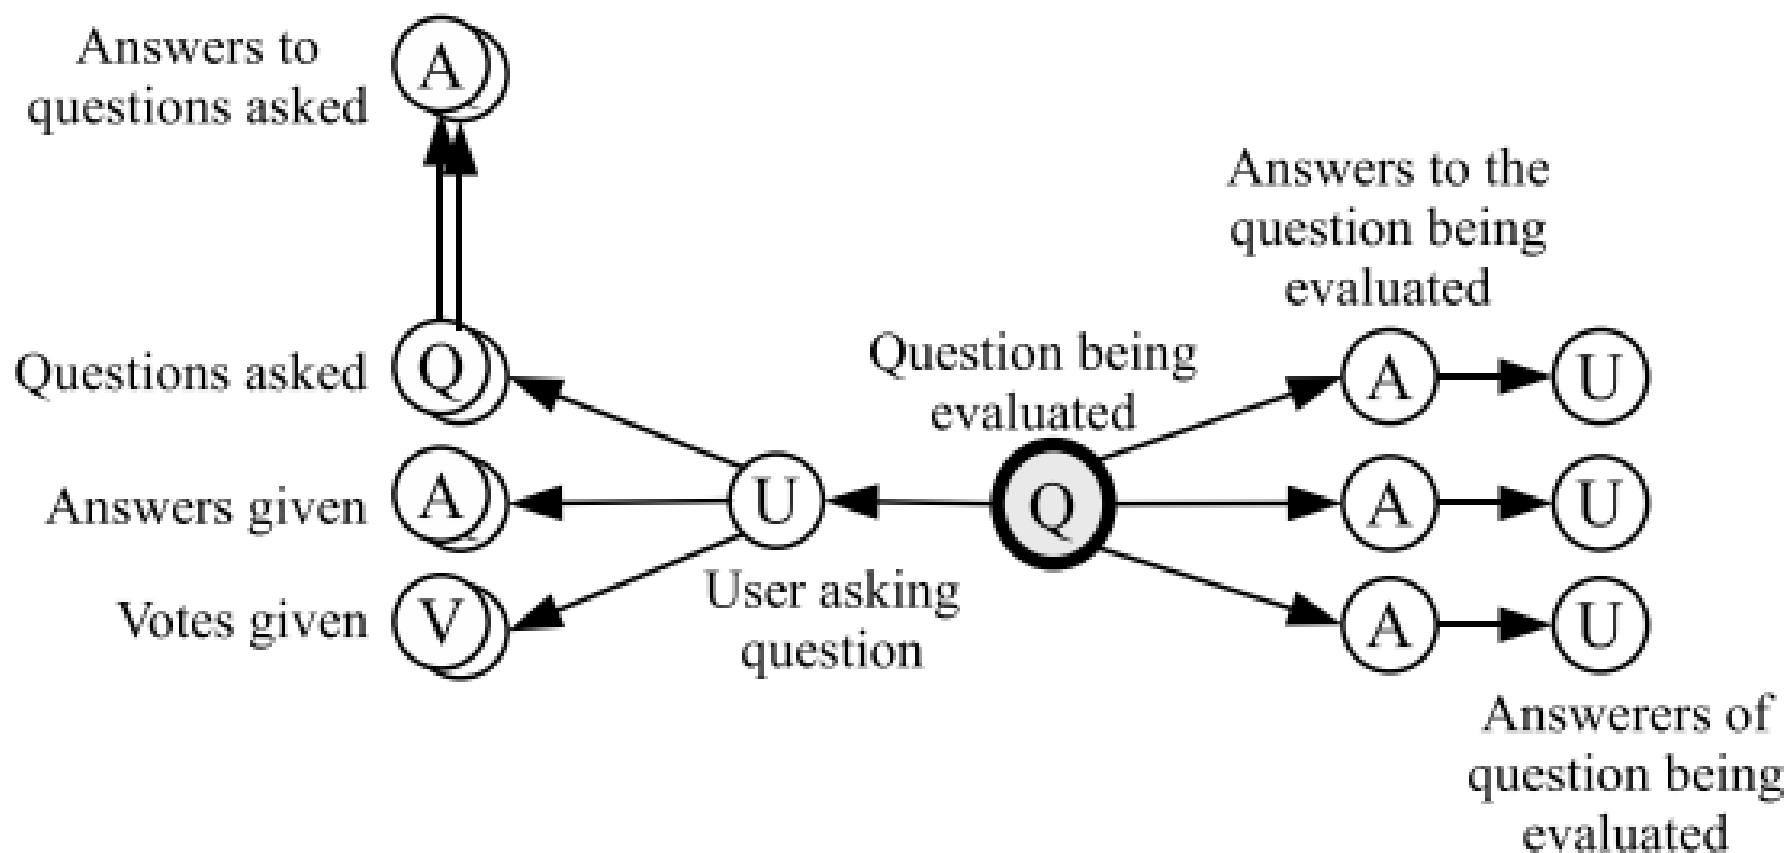 Answers to
questions asked
A
Questions asked
Q
Answers given
A
Votes given
V
U
User asking
question
Question being
evaluated
Q
Answers to the
question being
evaluated
A
U
A
U
A
U
Answerers of
question being
evaluated